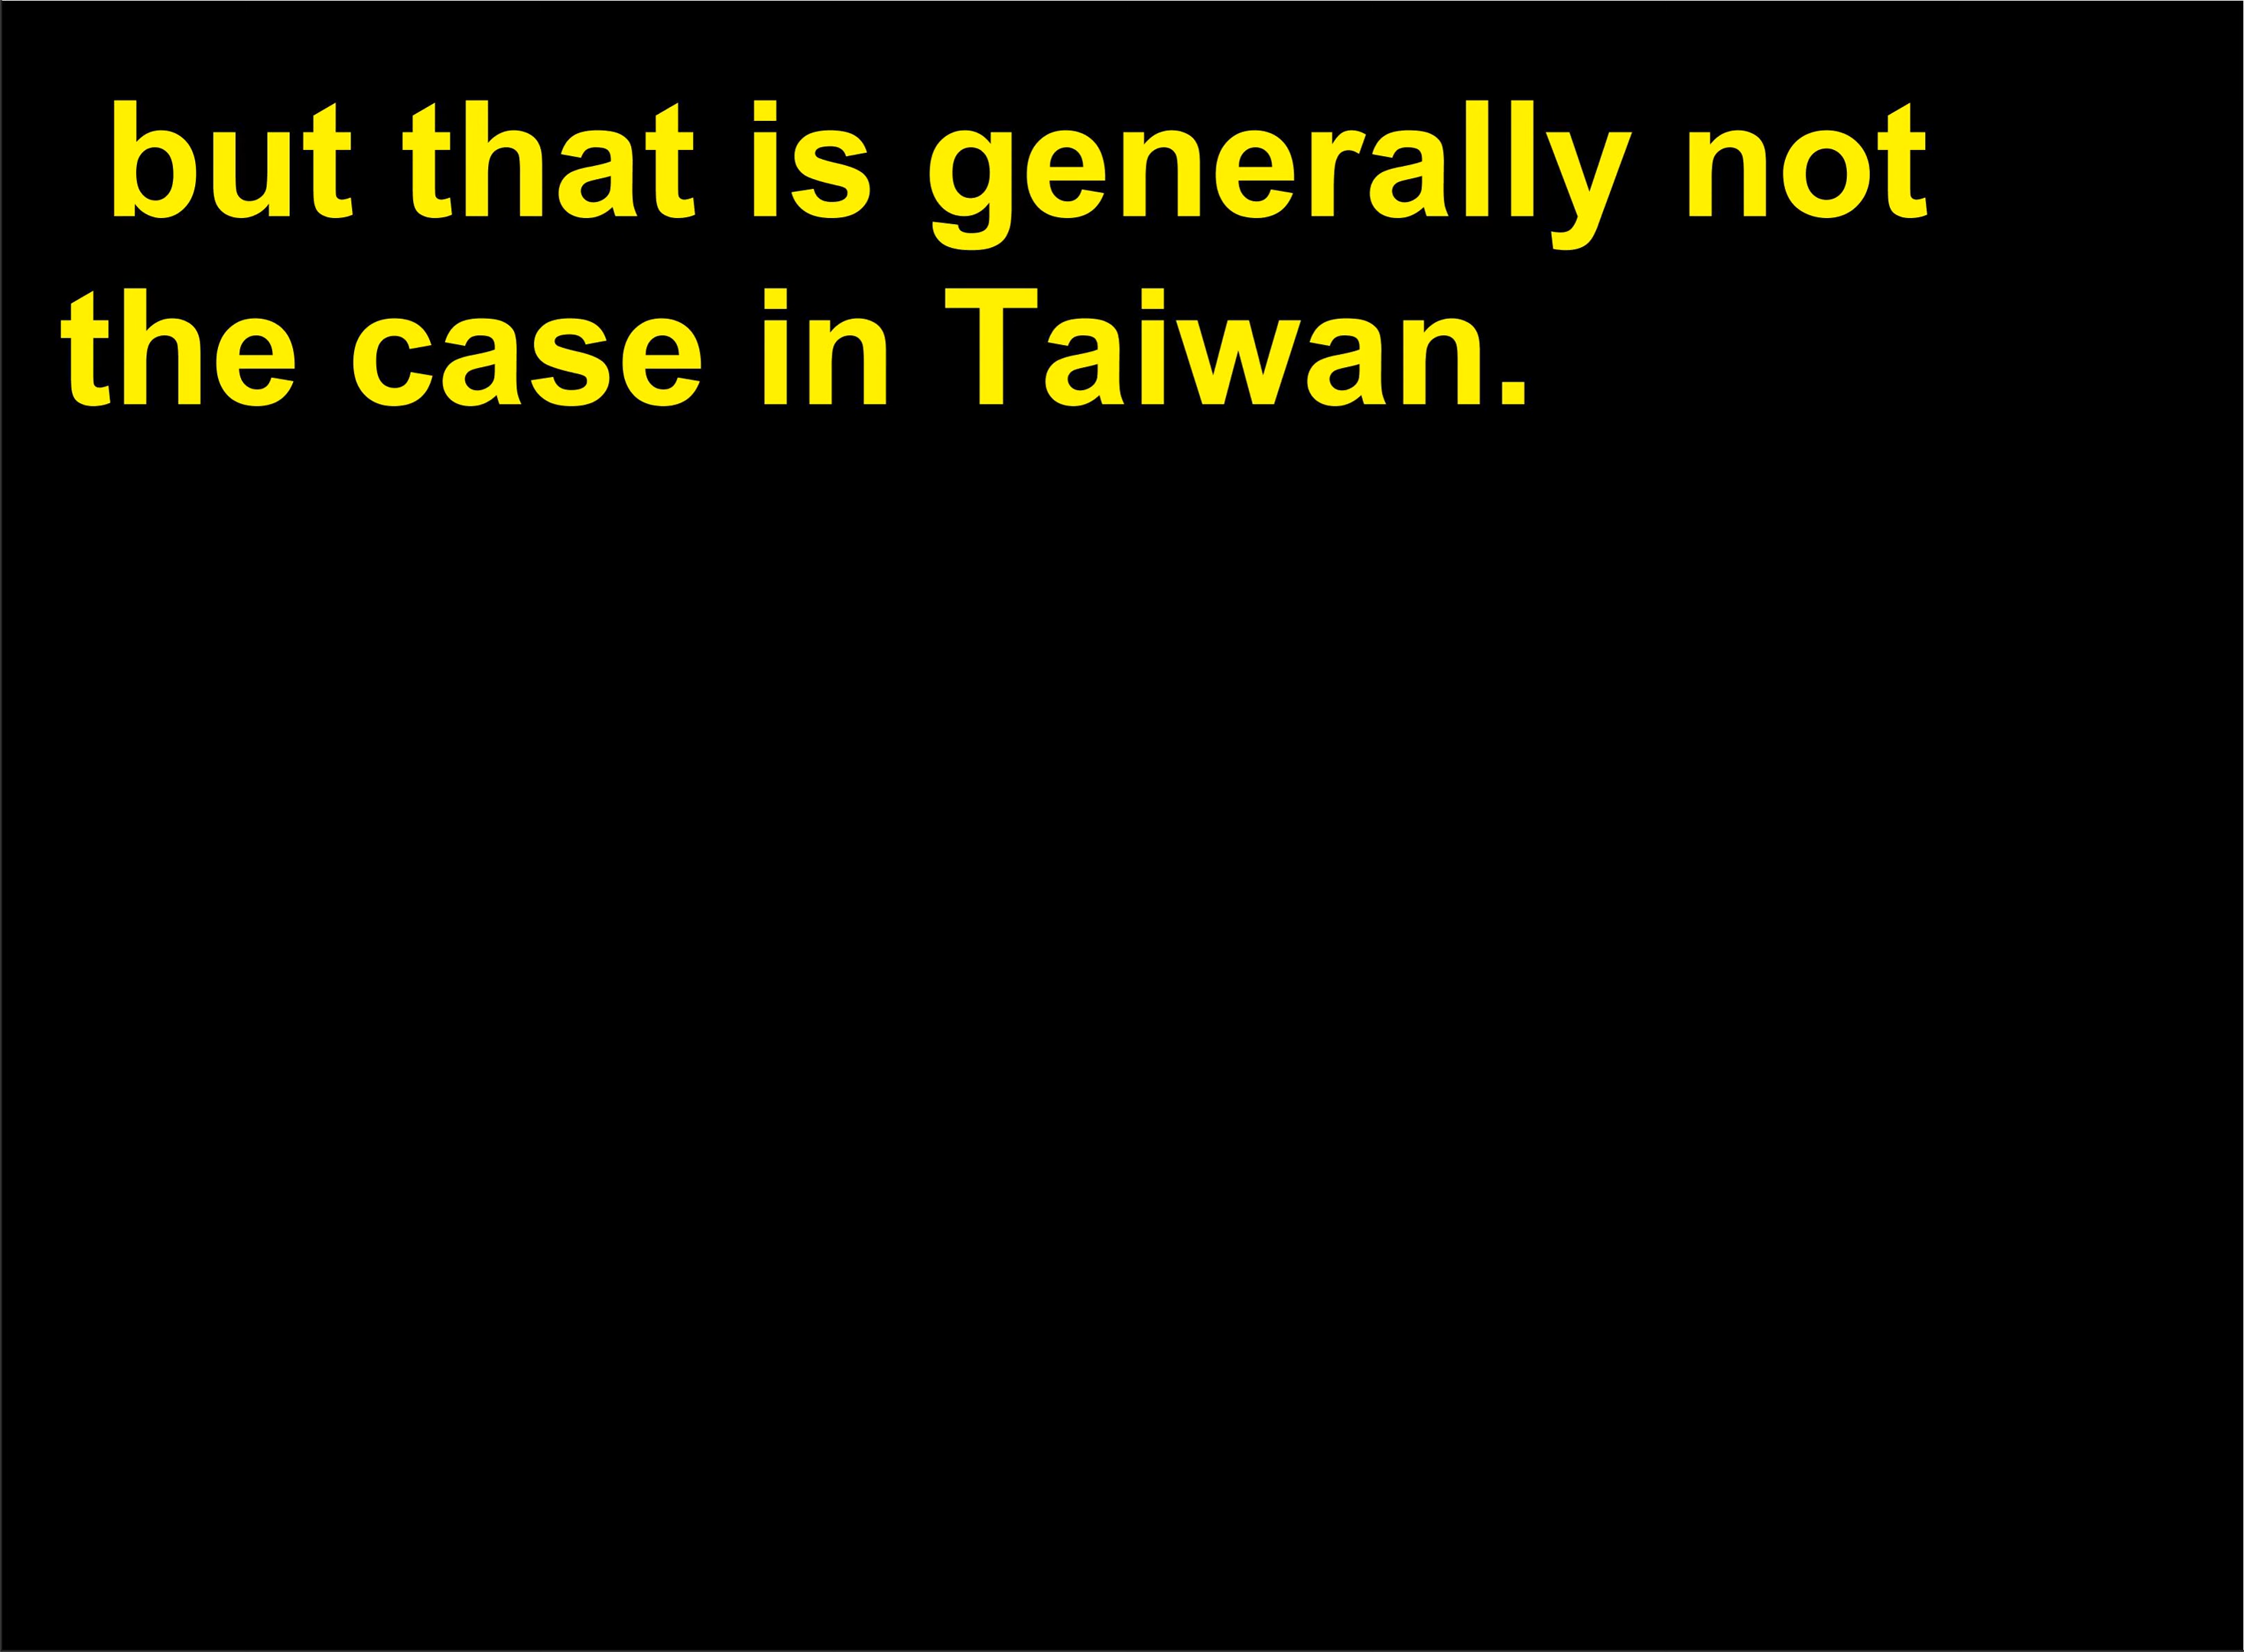 but that is generally not
the case in Taiwan.